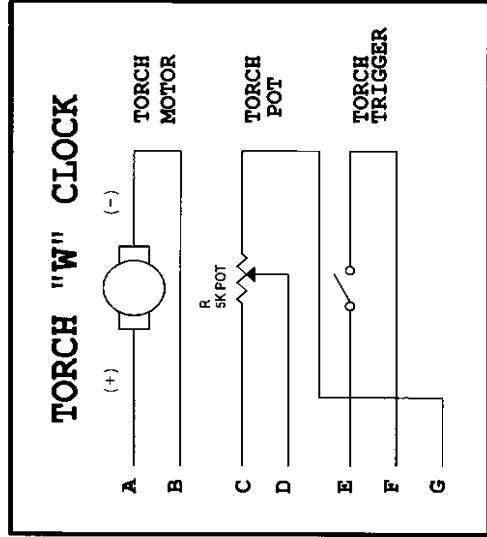 TORCH "W" CLOCK
(+)
(-)
A
B
TORCH
MOTOR
R
5K POT
C
D
TORCH
POT
E
F
G
TORCH
TRIGGER